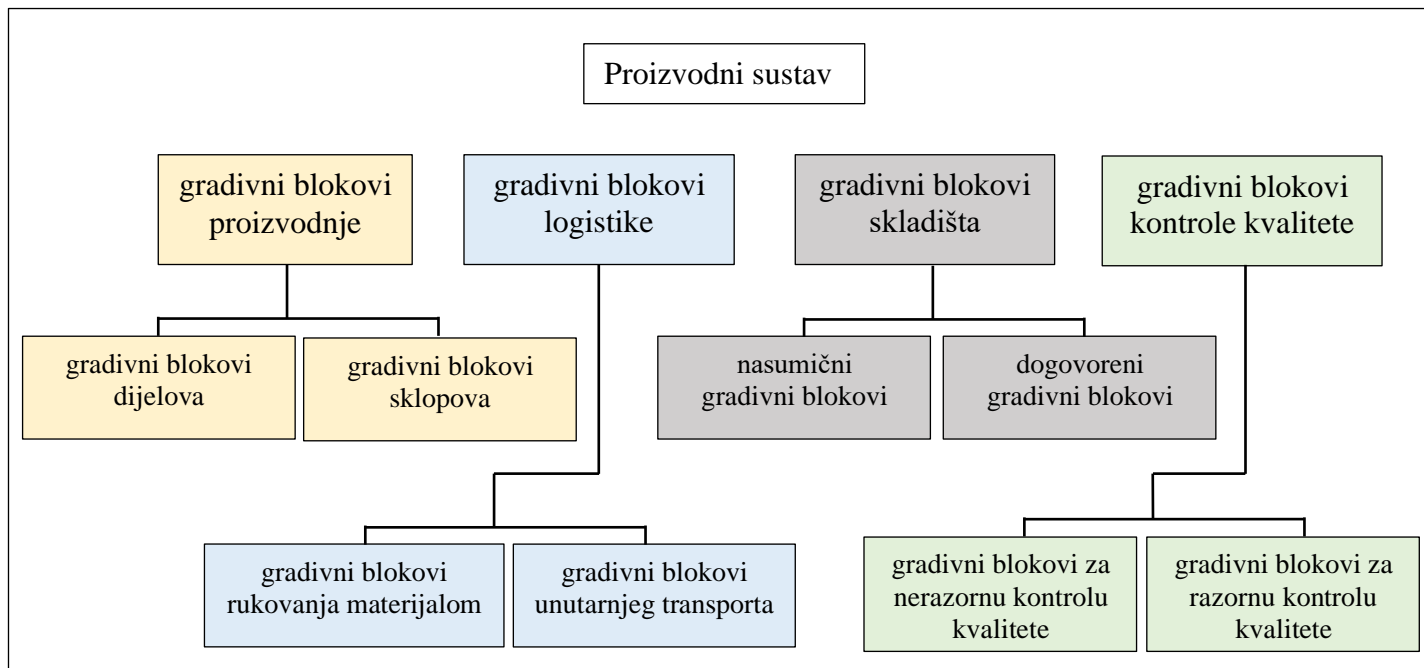 Proizvodni sustav
gradivni blokovi
proizvodnje
gradivni blokovi
logistike
gradivni blokovi
skladišta
gradivni blokovi
kontrole kvalitete
gradivni blokovi
dijelova
gradivni blokovi
sklopova
nasumični
gradivni blokovi
dogovoreni
gradivni blokovi
gradivni blokovi
rukovanja materijalom
gradivni blokovi
unutarnjeg transporta
gradivni blokovi za
nerazornu kontrolu
kvalitete
gradivni blokovi za
razornu kontrolu
kvalitete